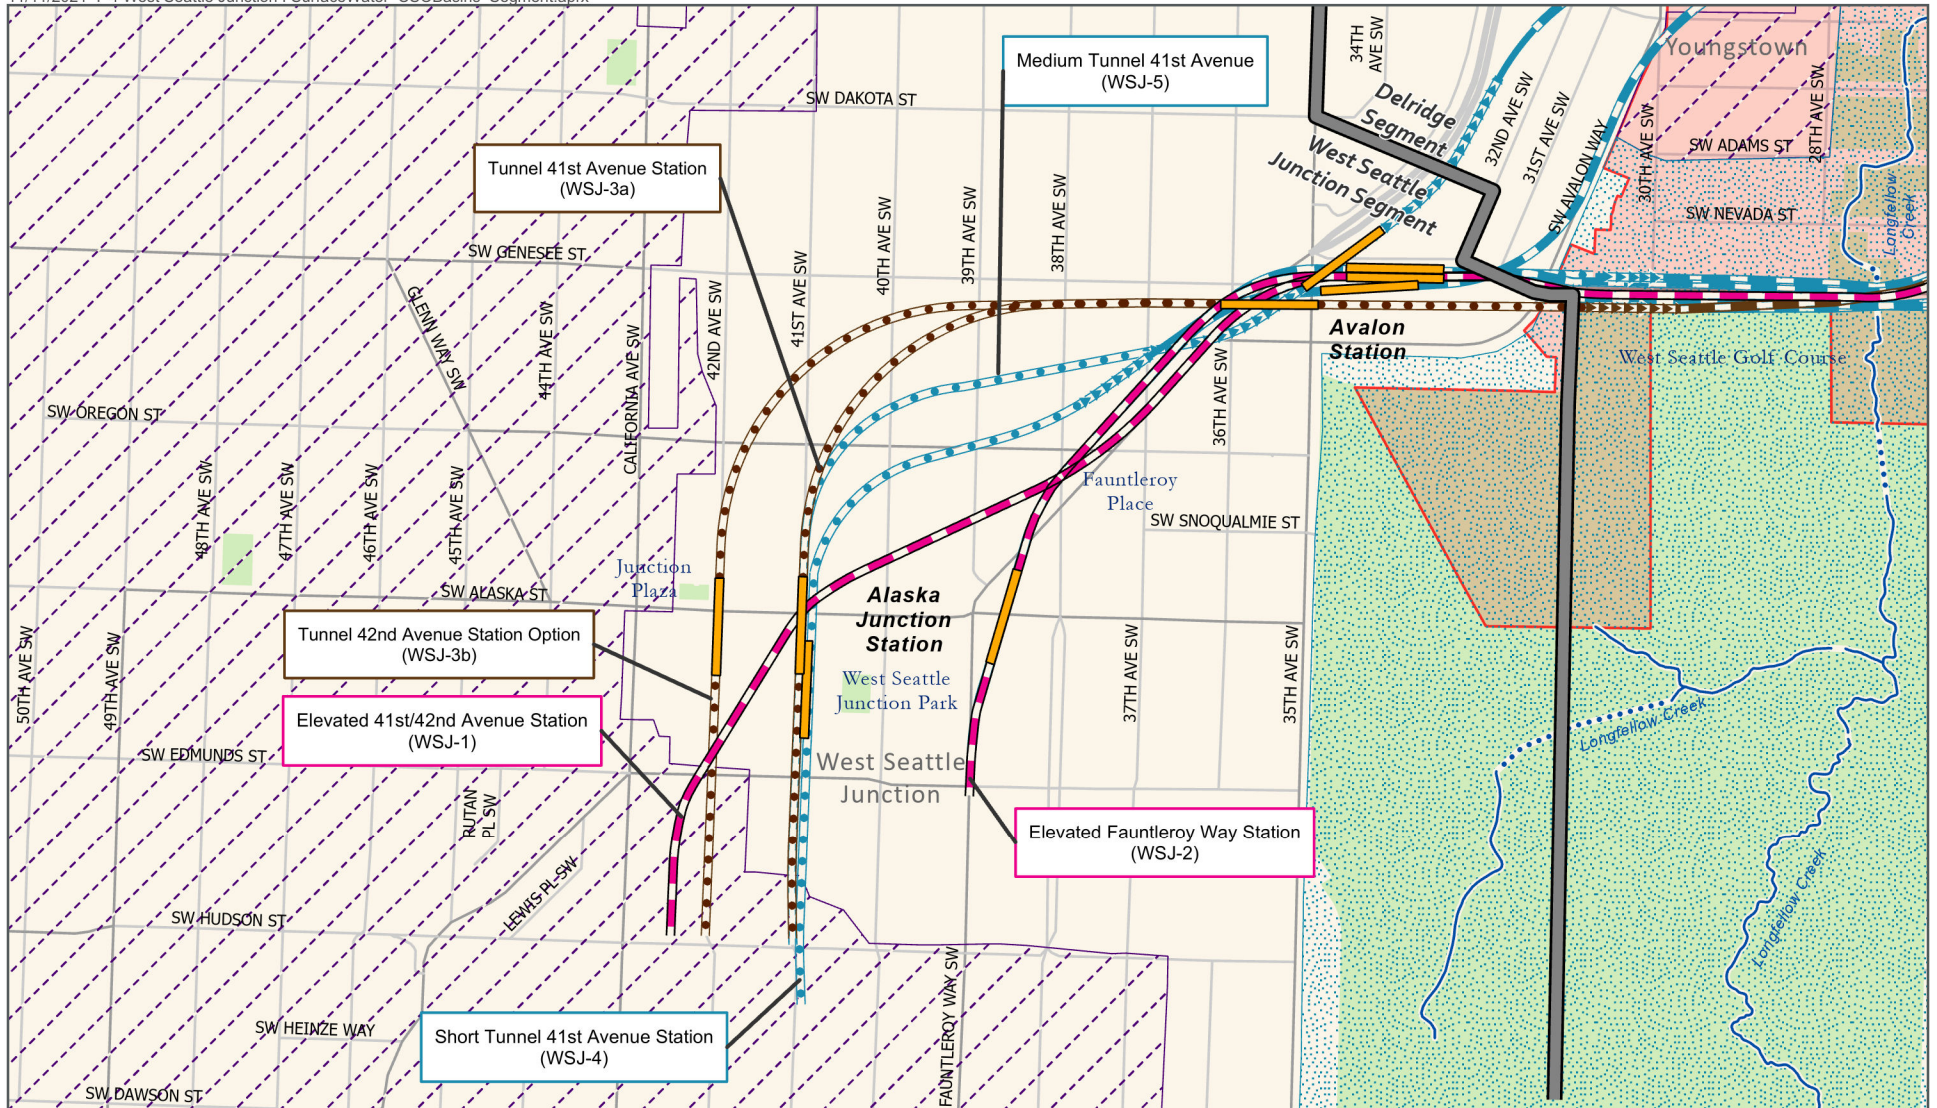 Youngstown
34TH
AVE SW
Medium Tunnel 41st Avenue
(WSJ-5)
SW DAKOTA ST
Delridge
Segment
West Seattle
Junction Segment
32ND AVE SW
31ST AVE SW
SW AVALON WAY
30TH AVE SW
28TH AVE SW
SW ADAMS ST
SW NEVADA ST
Longfellow
Creek
Tunnel 41st Avenue Station
(WSJ-3a)
SW GENESEE ST
GLENN WAY SW
44TH AVE SW
CALIFORNIA AVE SW
42ND AVE SW
41ST AVE SW
40TH AVE SW
39TH AVE SW
38TH AVE SW
36TH AVE SW
Avalon
Station
West Seattle Golf Course
SW OREGON ST
48TH AVE SW
47TH AVE SW
46TH AVE SW
45TH AVE SW
Fauntleroy
Place
SW SNOQUALMIE ST
Junction
Plaza
SW ALASKA ST
Alaska
Junction
Station
50TH AVE SW
49TH AVE SW
Tunnel 42nd Avenue Station Option
(WSJ-3b)
West Seattle
Junction Park
37TH AVE SW
35TH AVE SW
Longfellow Creek
Elevated 41st/42nd Avenue Station
(WSJ-1)
SW EDMUNDS ST
West Seattle
Junction
RUTAN
PL SW
Elevated Fauntleroy Way Station
(WSJ-2)
LEWIS PL SW
SW HUDSON ST
Longfellow Creek
FAUNTLEROY WAY SW
SW HEINZE WAY
Short Tunnel 41st Avenue Station
(WSJ-4)
SW DAWSON ST